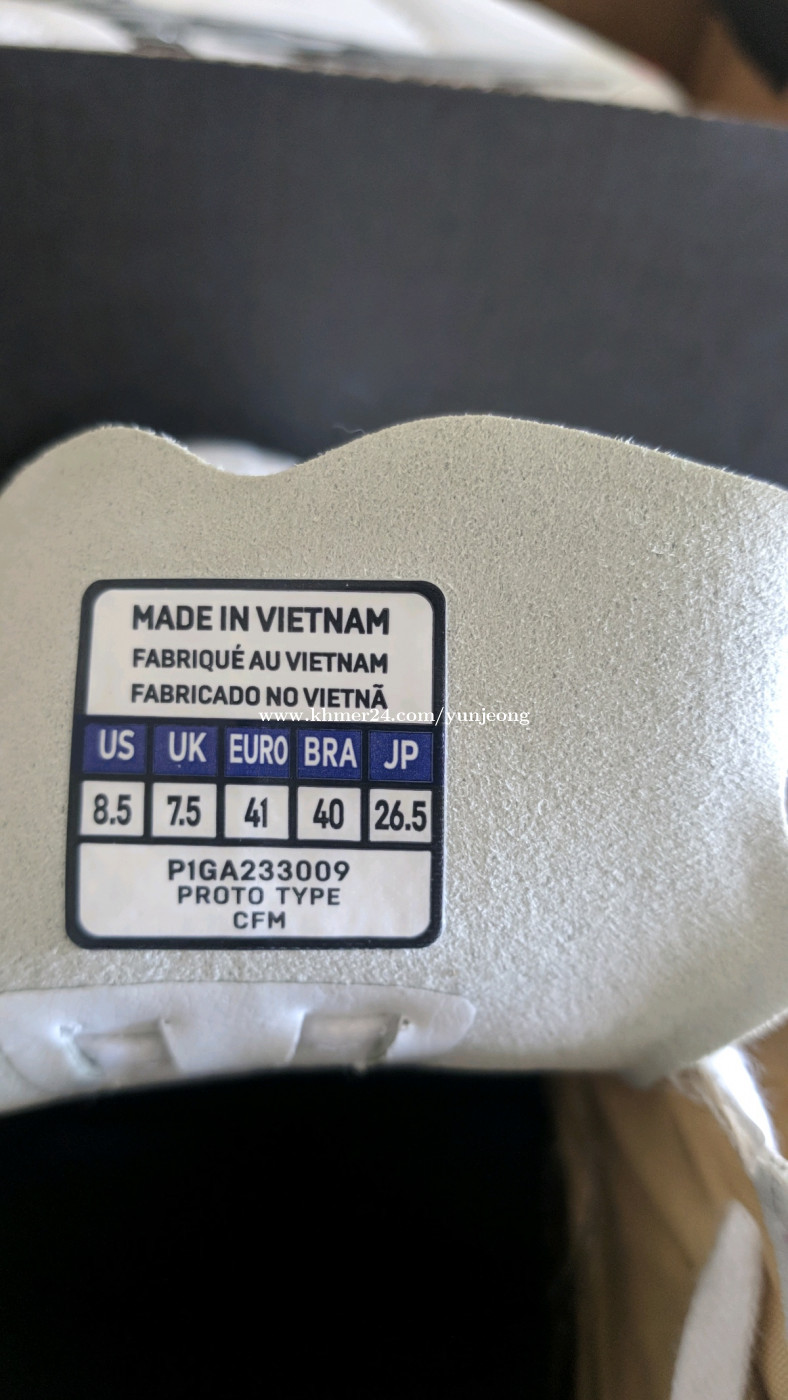 MADE IN VIETNAM
FABRIQUÉ AU VIETNAM
FABRICADO NO VIETNÃ
www.khmer24.com/yunjeong
US UK EURO BRA JP
8.5 7.5 41 40 26.5
P1GA233009
PROTO TYPE
CFM